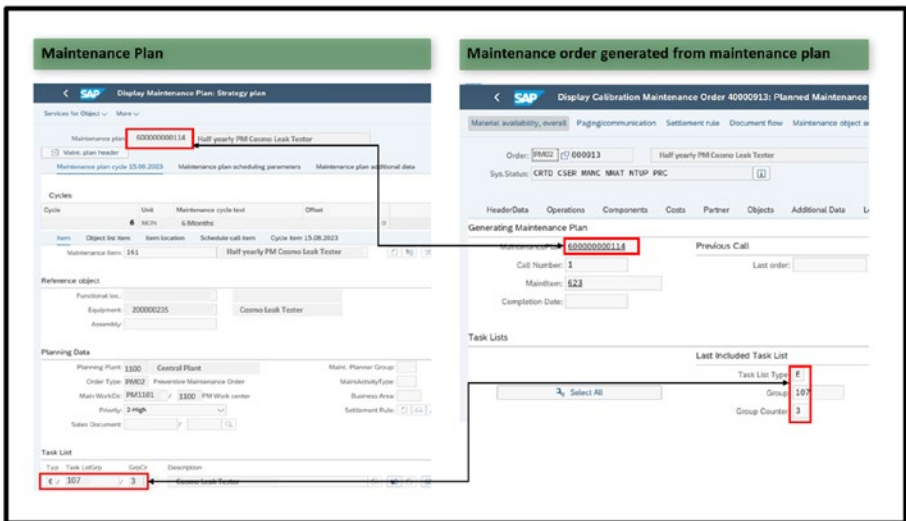 Maintenance Plan
SAP Display Maintenance Plan: Strategy plan
Services for Object More
Maintenance plan: 600000000114 Half yearly PM Cosmo Leak Tester
Maint. plan header
Maintenance plan cycle 15.08.2023 Maintenance plan scheduling parameters Maintenance plan additional data
Cycles
Cycle Unit Maintenance cycle text Offset
6 MON 6 Months 0
Item Object list item Item location Schedule call item Cycle item 15.08.2023
Maintenance Item: 161 Half yearly PM Cosmo Leak Tester
Reference object
Functional loc.:
Equipment: 200000235 Cosmo Leak Tester
Assembly:
Planning Data
Planning Plant: 1100 Central Plant Maint. Planner Group:
Order Type: PM02 Preventive Maintenance Order MaintActivityType:
Main WorkCtr: PM1101 / 1100 PM Work center Business Area:
Priority: 2-High Settlement Rule:
Sales Document: /
Task List
Typ Task LstGrp GrpCr Description
E / 107 / 3 Cosmo Leak Tester
Maintenance order generated from maintenance plan
SAP Display Calibration Maintenance Order 40000913: Planned Maintenance
Material availability, overall Paging/communication Settlement rule Document flow Maintenance object
Order: PM02 000913 Half yearly PM Cosmo Leak Tester
Sys.Status: CRTD CSER MANC NMAT NTUP PRC
HeaderData Operations Components Costs Partner Objects Additional Data
Generating Maintenance Plan
MaintenancePlan: 600000000114 Previous Call
Call Number: 1 Last order:
MaintItem: 623
Completion Date:
Task Lists
Last Included Task List
Task List Type: E
Select All Group: 107
Group Counter: 3